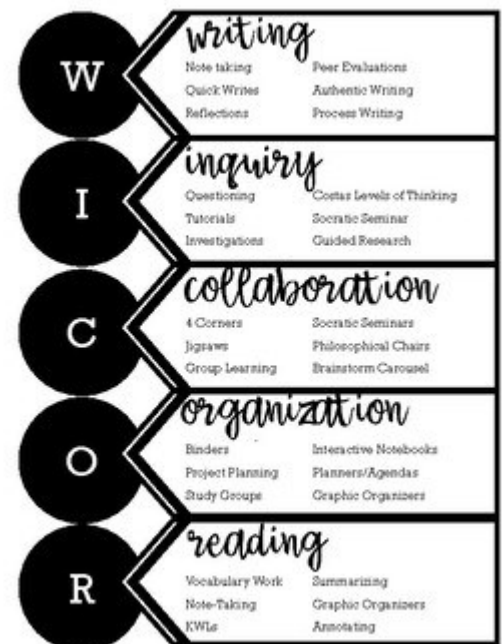 W
writing
Note taking Peer Evaluations
Quick Writes Authentic Writing
Reflections Process Writing
I
inquiry
Questioning Costas Levels of Thinking
Tutorials Socratic Seminar
Investigations Guided Research
C
collaboration
4 Corners Socratic Seminars
Jigsaws Philosophical Chairs
Group Learning Brainstorm Carousel
O
organization
Binders Interactive Notebooks
Project Planning Planners/Agendas
Study Groups Graphic Organizers
R
reading
Vocabulary Work Summarizing
Note-Taking Graphic Organizers
KWLs Annotating